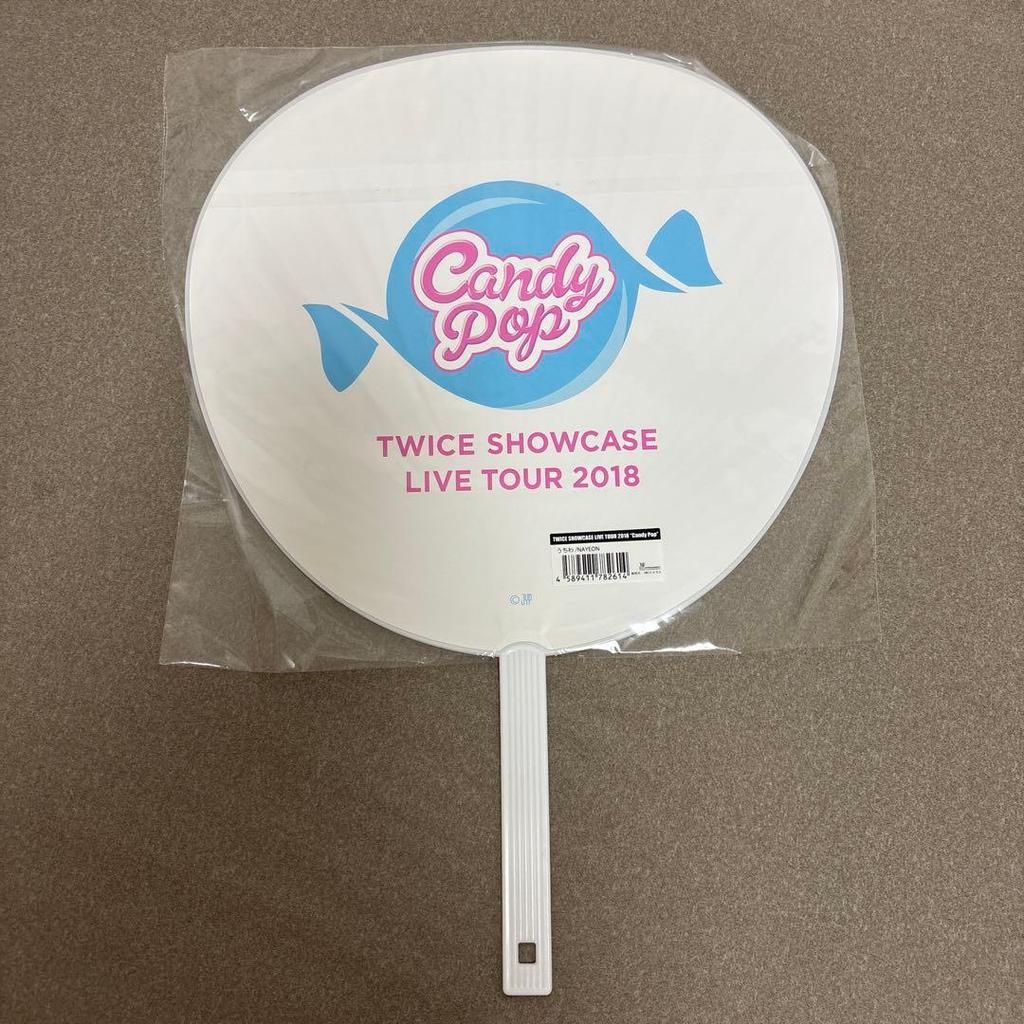 Candy
Pop
TWICE SHOWCASE
LIVE TOUR 2018
TWICE SHOWCASE LIVE TOUR 2018 "Candy Pop"
うちわ/NAYEON
4 589411 782614
©